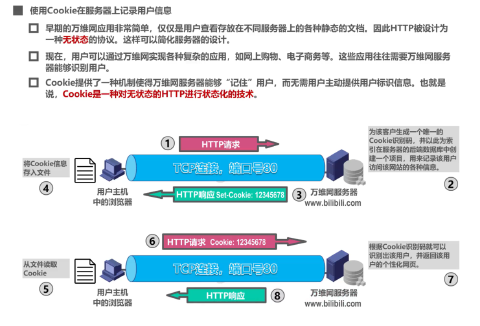 使用Cookie在服务器上记录用户信息
早期的万维网应用非常简单，仅仅是用户查看存放在不同服务器上的各种静态的文档。因此HTTP被设计为
一种无状态的协议。这样可以简化服务器的设计。
现在，用户可以通过万维网实现各种复杂的应用，如网上购物、电子商务等。这些应用往往需要万维网服务
器能够识别用户。
Cookie提供了一种机制使得万维网服务器能够“记住”用户，而无需用户主动提供用户标识信息。也就是
说，Cookie是一种对无状态的HTTP进行状态化的技术。
① HTTP请求
为该客户生成一个唯一的
Cookie识别码，并以此为索
引在服务器的后端数据库中创
建一个项目，用来记录该用户
访问该网站的各种信息。
②
将Cookie信息
存入文件
④
TCP连接，端口号80
用户主机
中的浏览器
HTTP响应 Set-Cookie: 12345678 ③
万维网服务器
www.bilibili.com
⑥ HTTP请求 Cookie: 12345678
从文件读取
Cookie
⑤
TCP连接，端口号80
根据Cookie识别码就可以
识别出该用户，并返回该用
户的个性化网页。
⑦
用户主机
中的浏览器
HTTP响应 ⑧
万维网服务器
www.bilibili.com